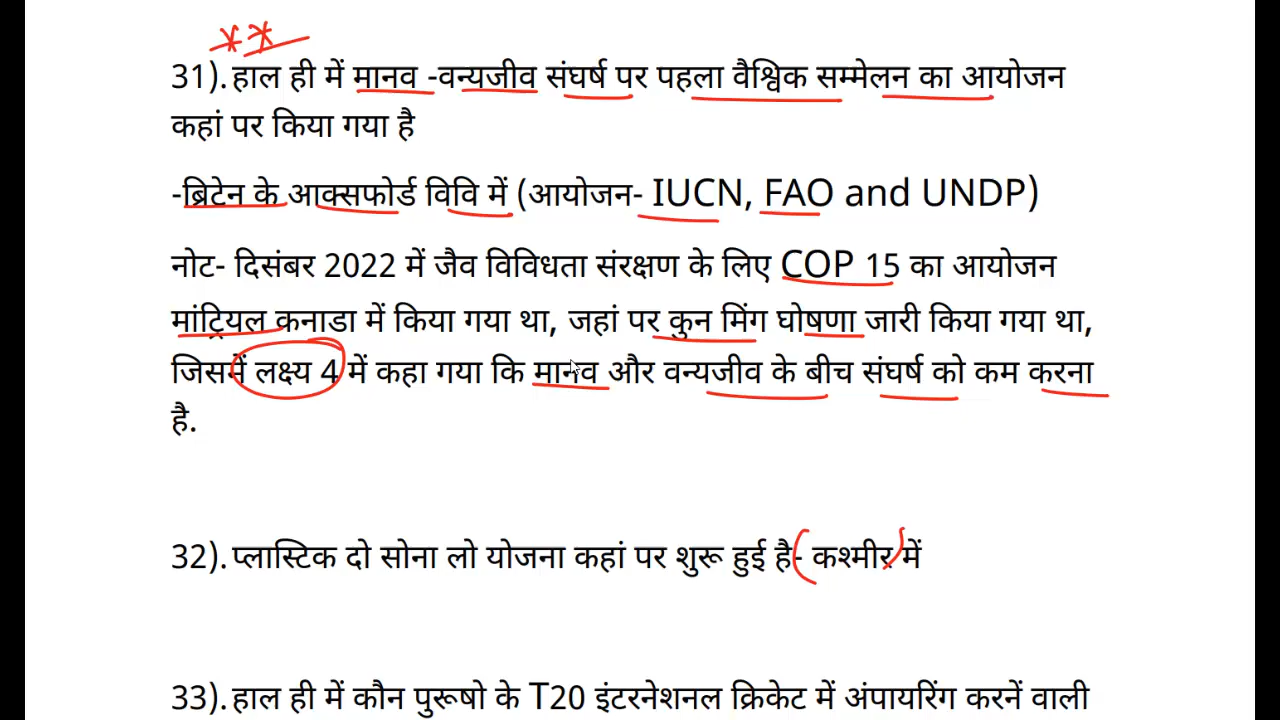 31). हाल ही में मानव -वन्यजीव संघर्ष पर पहला वैश्विक सम्मेलन का आयोजन
कहां पर किया गया है
-ब्रिटेन के आक्सफोर्ड विवि में (आयोजन- IUCN, FAO and UNDP)
नोट- दिसंबर 2022 में जैव विविधता संरक्षण के लिए COP 15 का आयोजन
मांट्रियल कनाडा में किया गया था, जहां पर कुन मिंग घोषणा जारी किया गया था,
जिसमें लक्ष्य 4 में कहा गया कि मानव और वन्यजीव के बीच संघर्ष को कम करना
है.
32). प्लास्टिक दो सोना लो योजना कहां पर शुरू हुई है- कश्मीर में
33). हाल ही में कौन पुरूषो के T20 इंटरनेशनल क्रिकेट में अंपायरिंग करनें वाली